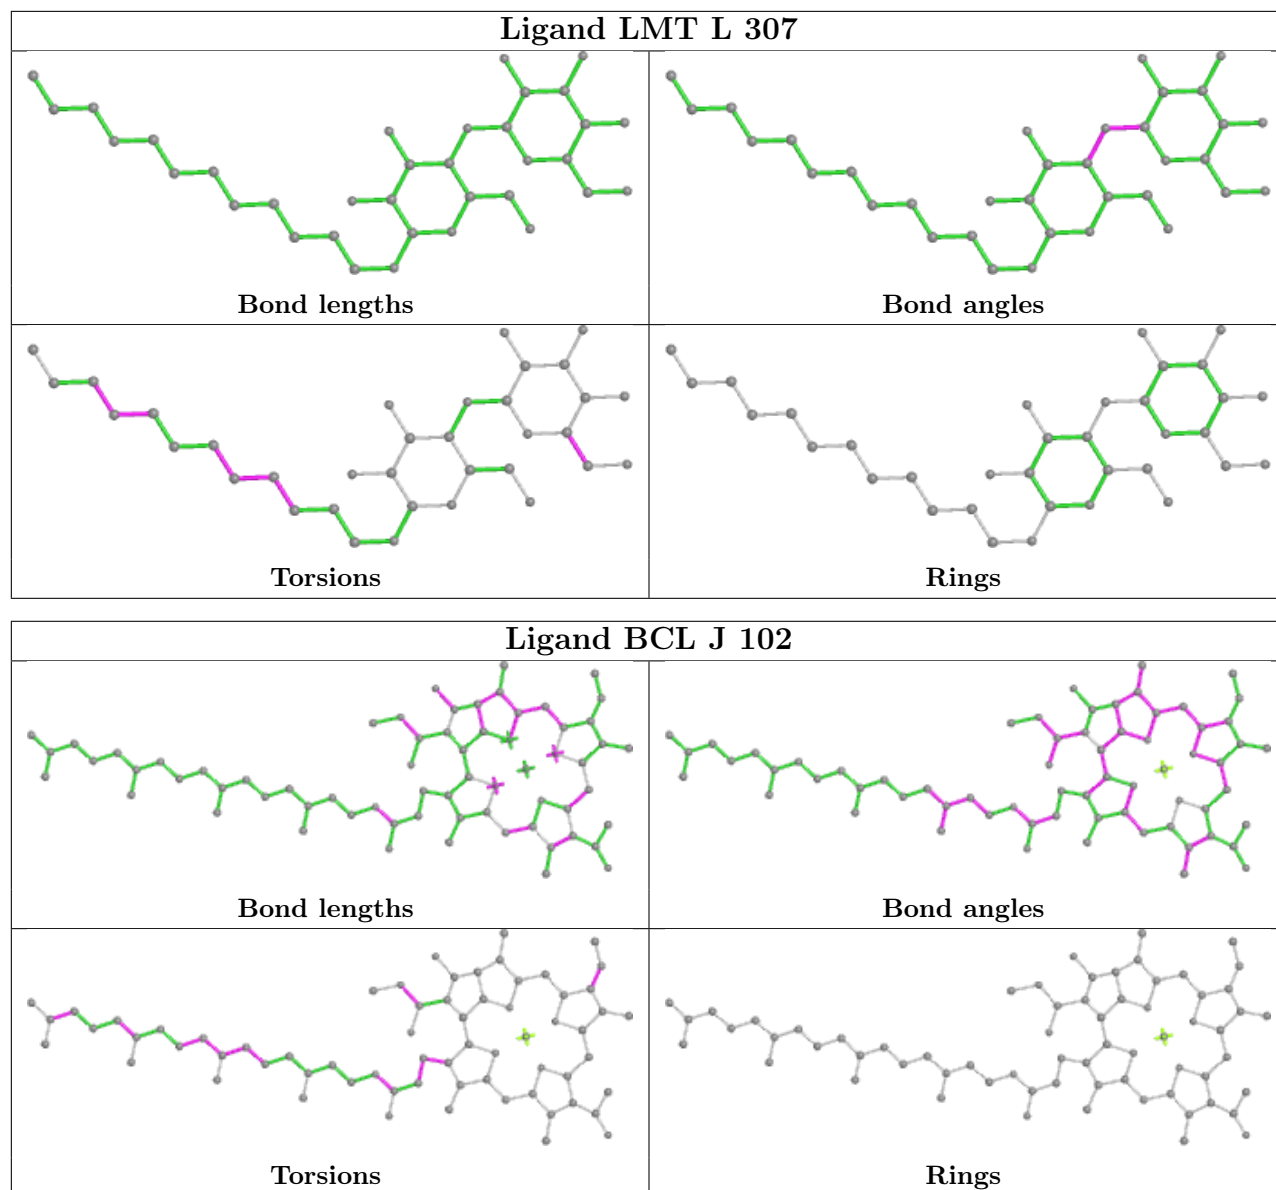 Ligand LMT L 307
Bond lengths
Bond angles
Torsions
Rings
Ligand BCL J 102
Bond lengths
Bond angles
Torsions
Rings